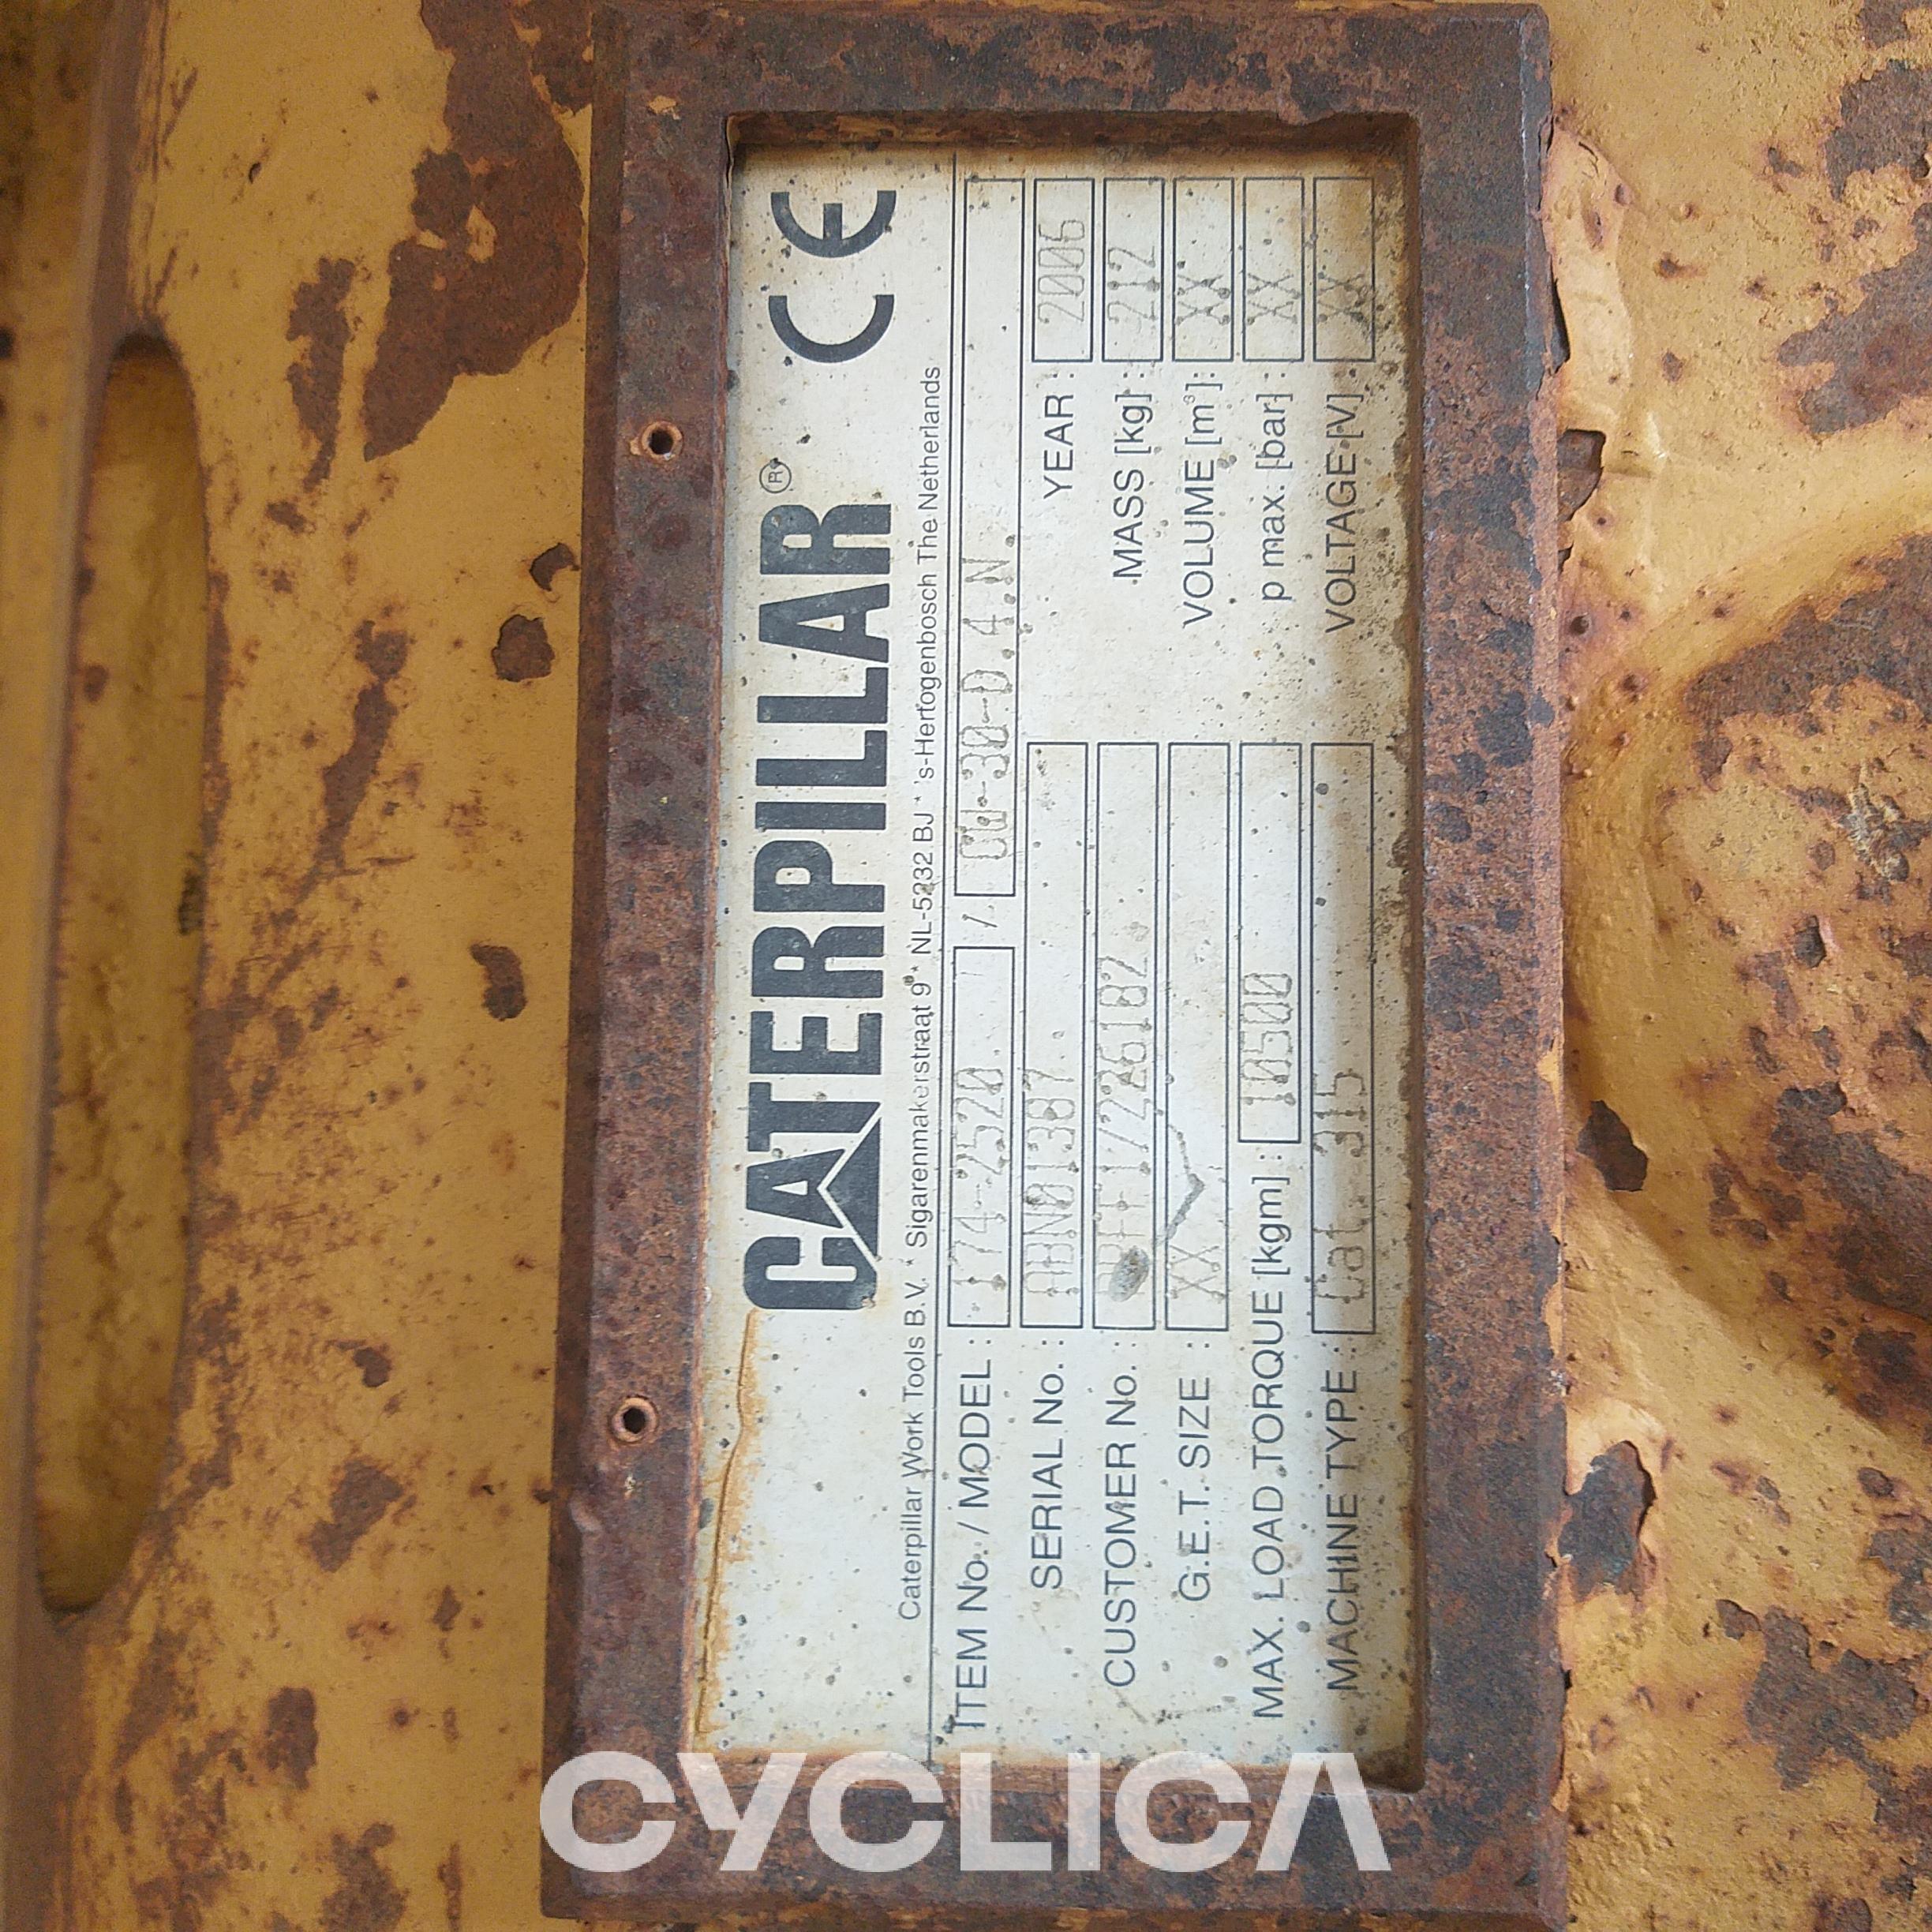 CATERPILLAR® CE
Caterpillar Work Tools B.V. * Sigarenmakerstraat 9 * NL-5232 BJ * 's-Hertogenbosch The Netherlands
ITEM No. / MODEL : 174-2520 / CW-30-D.4.N.
SERIAL No. : ABN01387 YEAR : 2006
CUSTOMER No. : 1/226182 MASS [kg] : 212
G.E.T. SIZE : XX VOLUME [m³] : XX
MAX. LOAD TORQUE [kgm] : 10500 p max. [bar] : XX
MACHINE TYPE : Cat. 315 VOLTAGE [V] : XX
CYCLICA